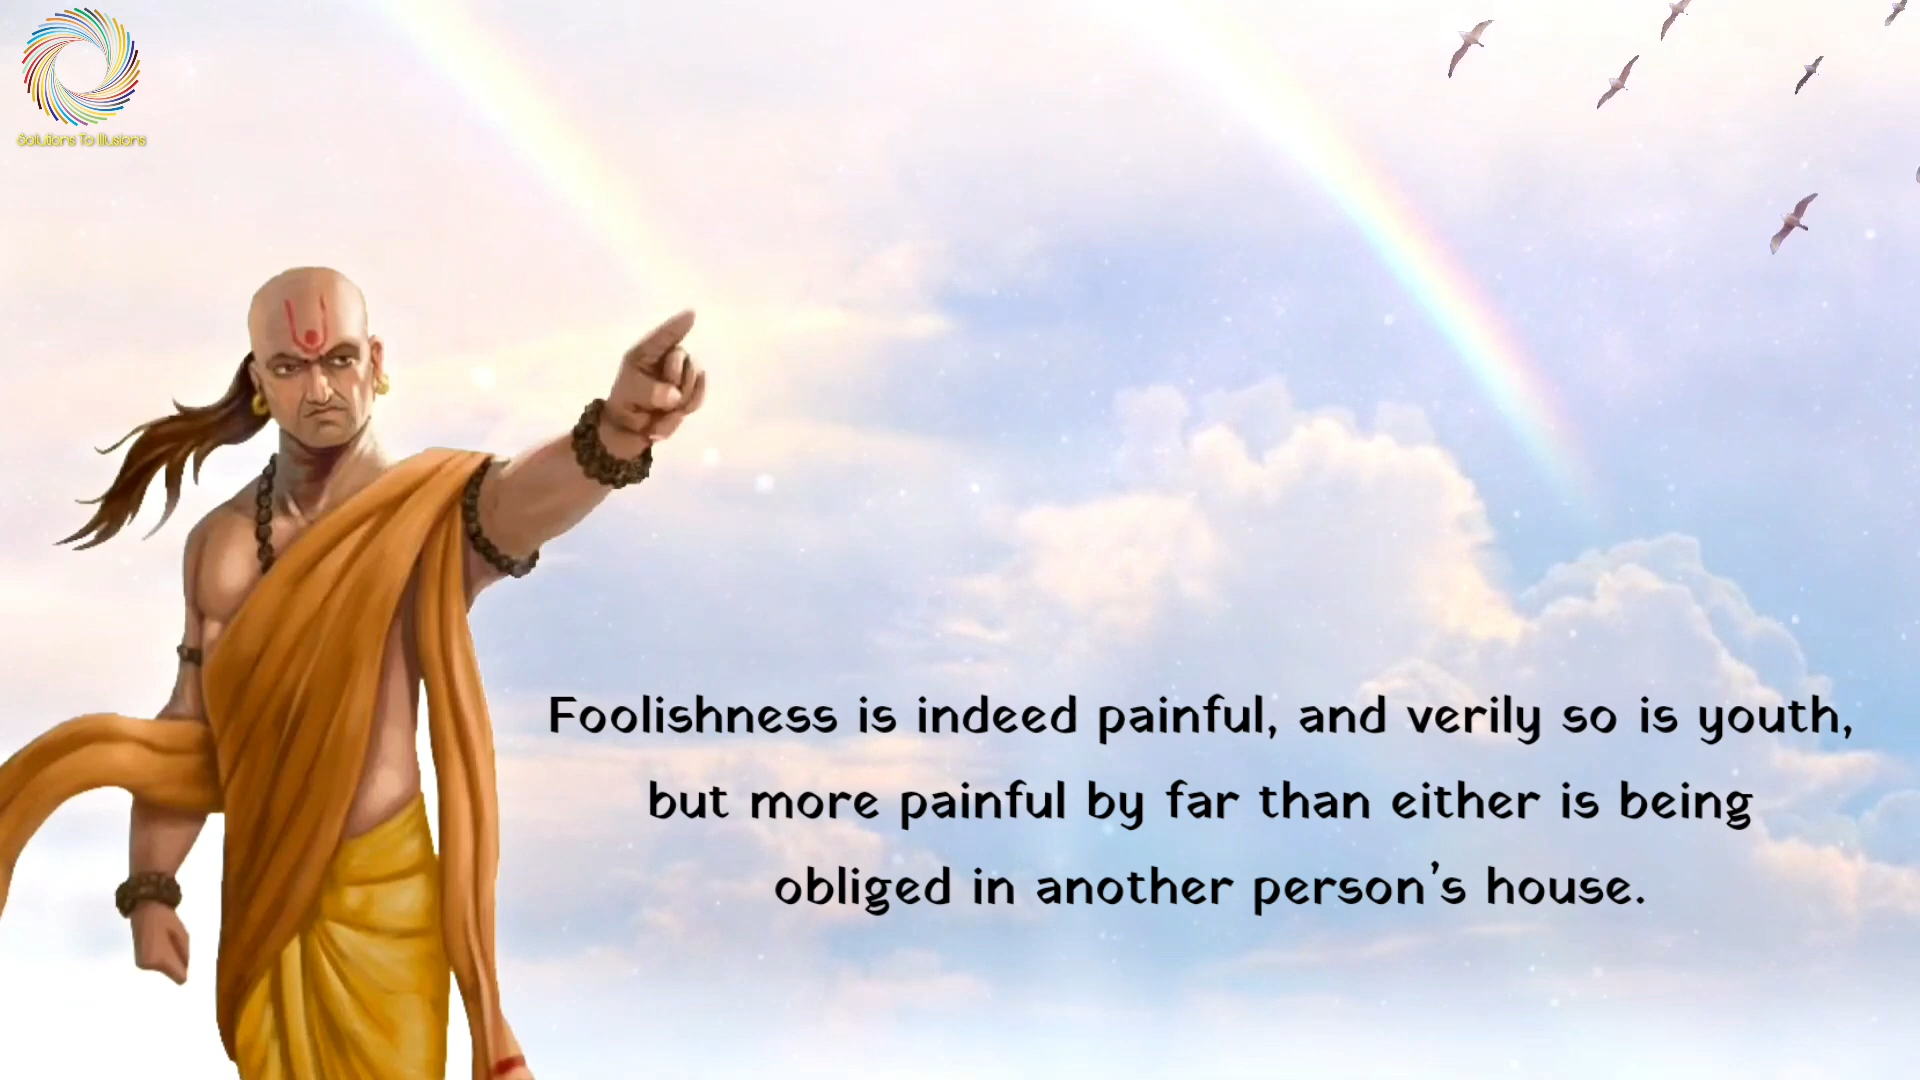 Solutions To Illusions
Foolishness is indeed painful, and verily so is youth,
but more painful by far than either is being
obliged in another person's house.